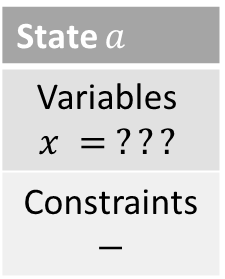 State a
Variables
x = ???
Constraints
–